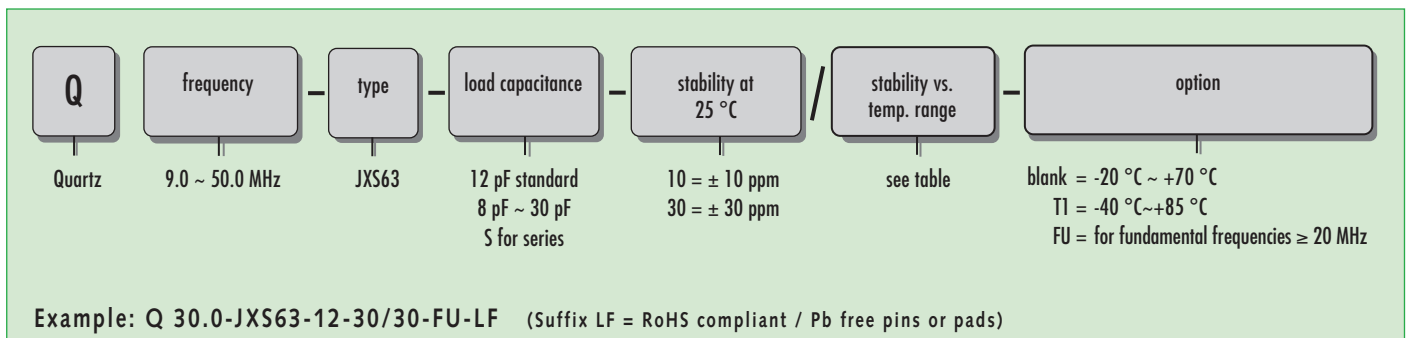 Q
frequency
–
type
–
load capacitance
–
stability at
25 °C
/
stability vs.
temp. range
–
option
Quartz
9.0 ~ 50.0 MHz
JXS63
12 pF standard
8 pF ~ 30 pF
S for series
10 = ± 10 ppm
30 = ± 30 ppm
see table
blank = -20 °C ~ +70 °C
T1 = -40 °C~+85 °C
FU = for fundamental frequencies ≥ 20 MHz
Example: Q 30.0-JXS63-12-30/30-FU-LF (Suffix LF = RoHS compliant / Pb free pins or pads)